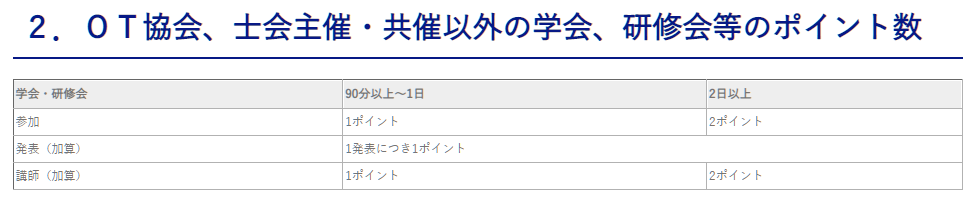 ２．ＯＴ協会、士会主催・共催以外の学会、研修会等のポイント数
学会・研修会 90分以上～1日 2日以上
参加 1ポイント 2ポイント
発表（加算） 1発表につき1ポイント
講師（加算） 1ポイント 2ポイント